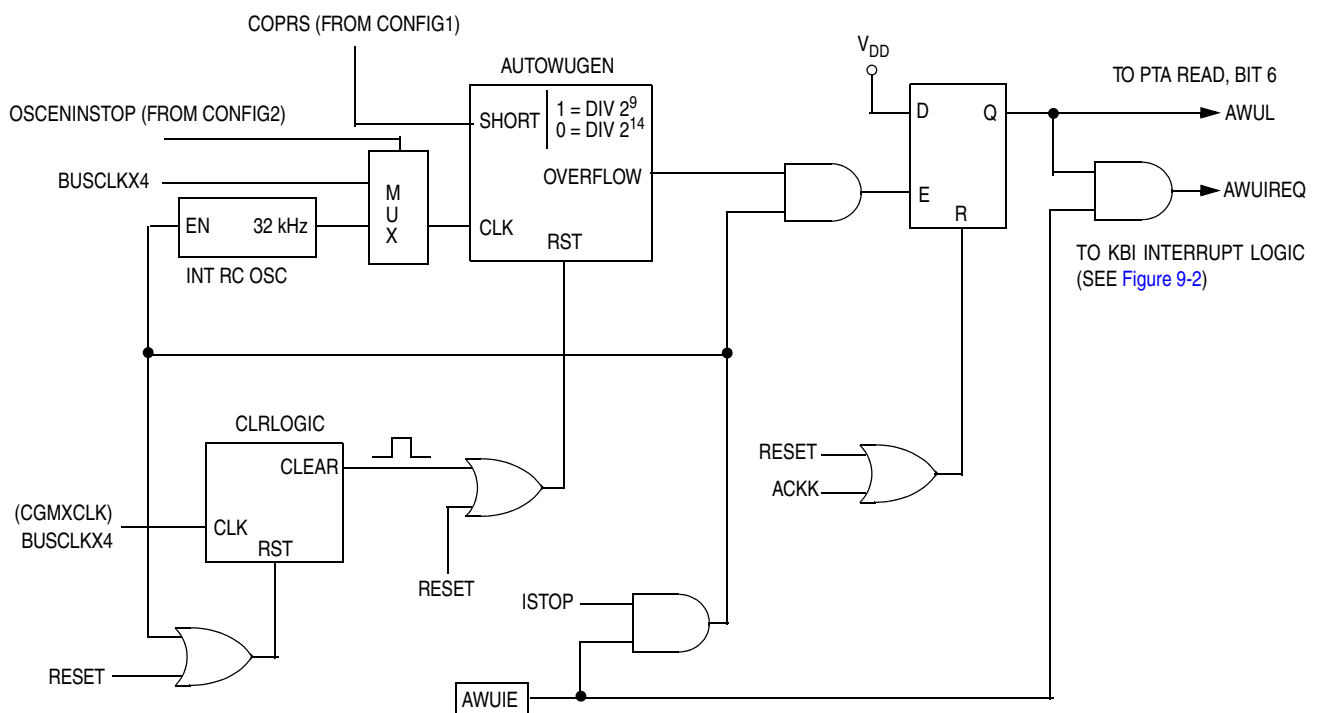 COPRS (FROM CONFIG1)
VDD
AUTOWUGEN
TO PTA READ, BIT 6
OSCENINSTOP (FROM CONFIG2)
SHORT
1 = DIV 2^9
0 = DIV 2^14
D
Q
AWUL
BUSCLKX4
M
U
X
OVERFLOW
E
AWUIREQ
EN
32 kHz
CLK
RST
R
INT RC OSC
TO KBI INTERRUPT LOGIC
(SEE Figure 9-2)
CLRLOGIC
CLEAR
RESET
ACKK
(CGMXCLK)
BUSCLKX4
CLK
RST
RESET
ISTOP
RESET
AWUIE